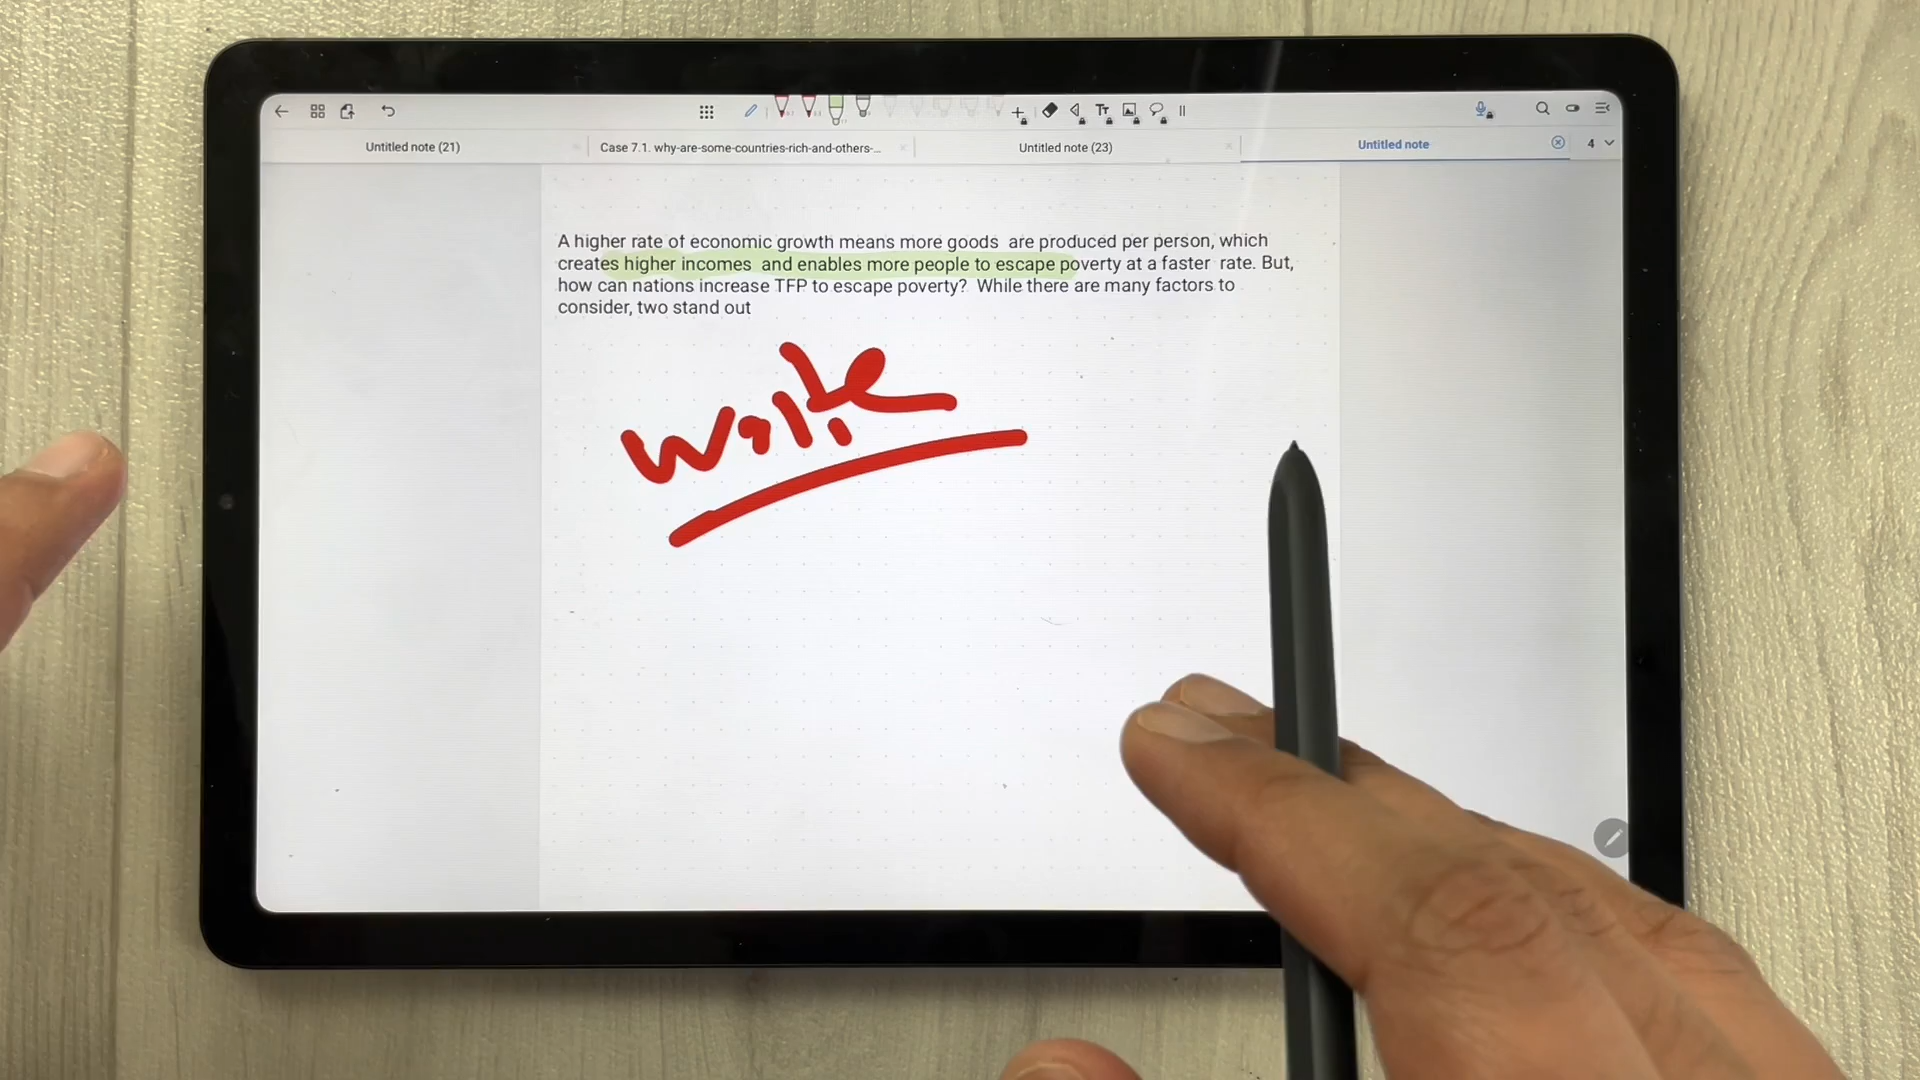 Untitled note (21)
Case 7.1. why-are-some-countries-rich-and-others-...
Untitled note (23)
Untitled note
4
A higher rate of economic growth means more goods are produced per person, which
creates higher incomes and enables more people to escape poverty at a faster rate. But,
how can nations increase TFP to escape poverty? While there are many factors to
consider, two stand out